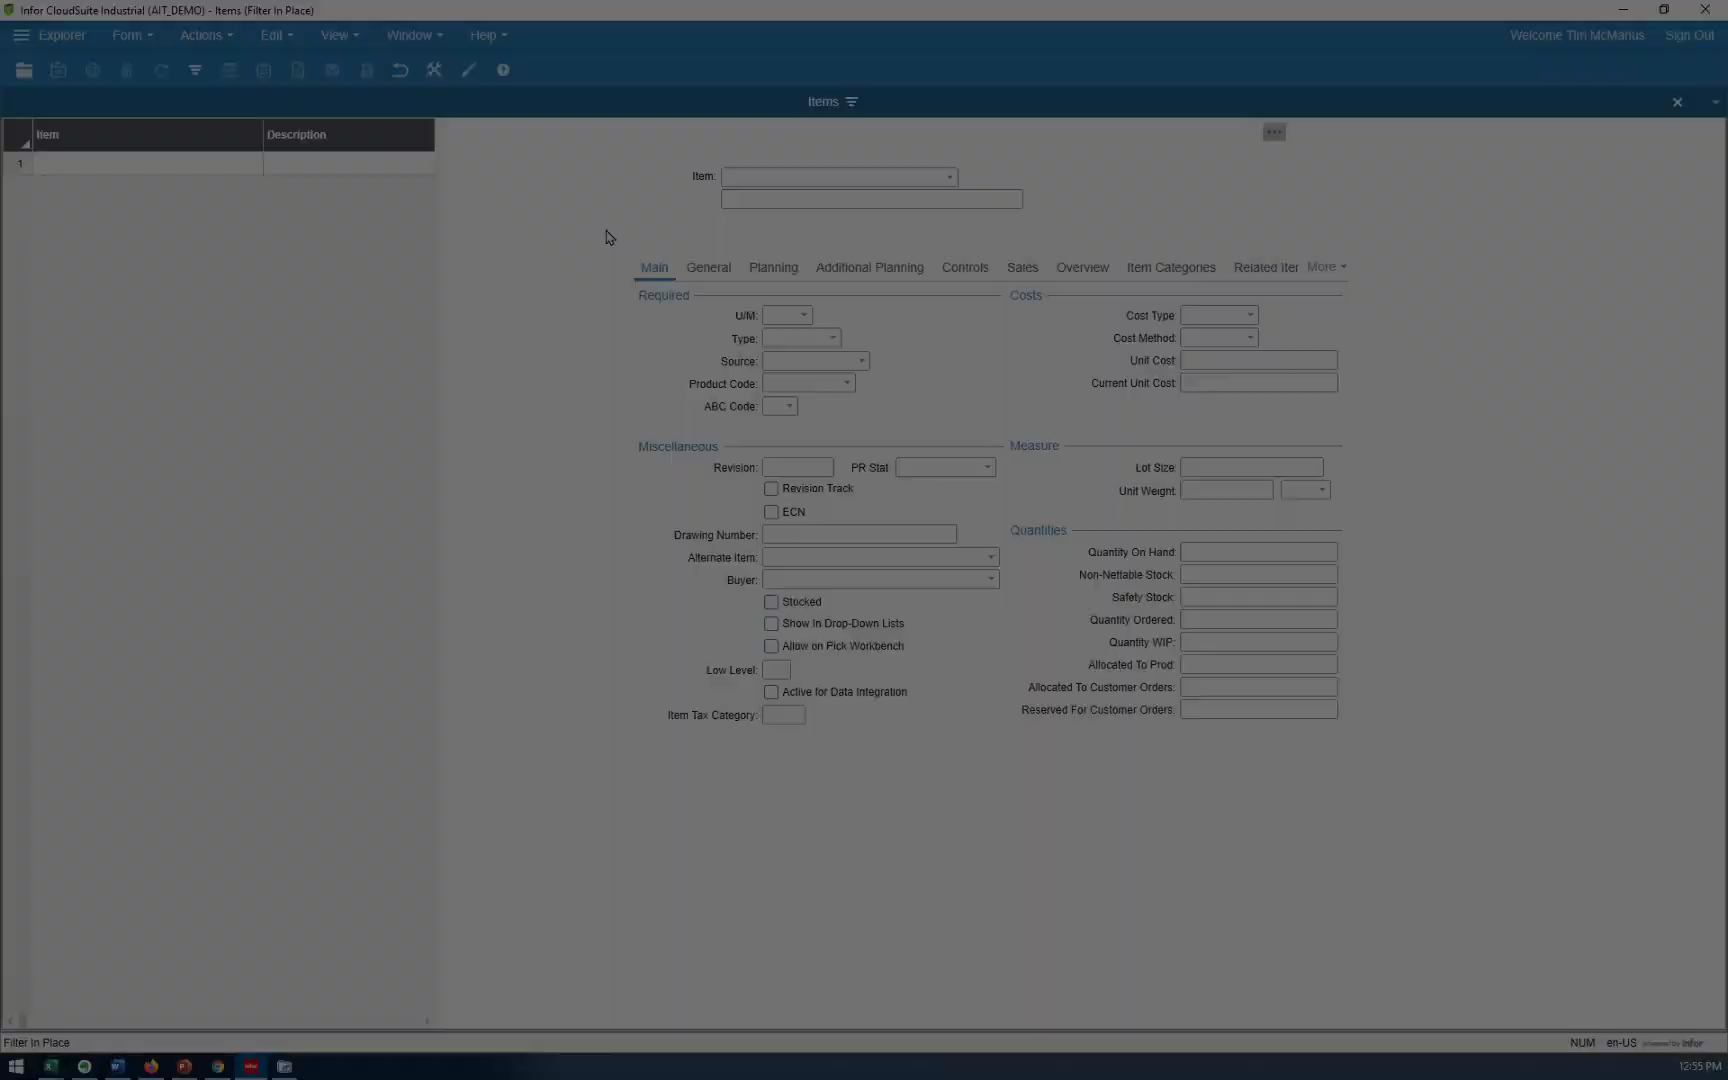 Infor CloudSuite Industrial (AIT_DEMO) - Items (Filter In Place)
Explorer Form Actions Edit View Window Help Welcome Tim McManus Sign Out
Items
Item Description
1
Item:
Main General Planning Additional Planning Controls Sales Overview Item Categories Related Iter More
Required Costs
U/M: Cost Type:
Type: Cost Method:
Source: Unit Cost:
Product Code: Current Unit Cost:
ABC Code:
Miscellaneous Measure
Revision: PR Stat Lot Size:
Revision Track
Unit Weight:
ECN
Quantities
Drawing Number:
Quantity On Hand:
Alternate Item:
Non-Nettable Stock:
Buyer:
Safety Stock:
Stocked
Quantity Ordered:
Show In Drop-Down Lists
Quantity WIP:
Allow on Pick Workbench
Allocated To Prod:
Low Level:
Allocated To Customer Orders:
Active for Data Integration
Reserved For Customer Orders:
Item Tax Category:
Filter In Place NUM en-US powered by infor
12:55 PM